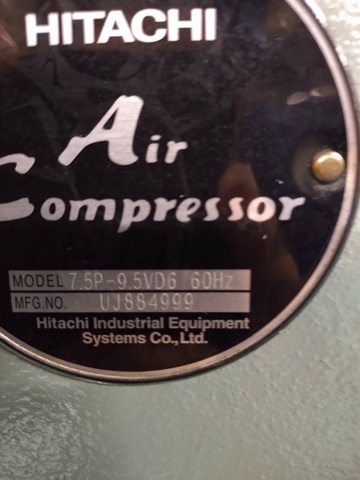 HITACHI
Air
Compressor
MODEL 7.5P-9.5VD6 60Hz
MFG.NO. UJ884999
Hitachi Industrial Equipment
Systems Co.,Ltd.